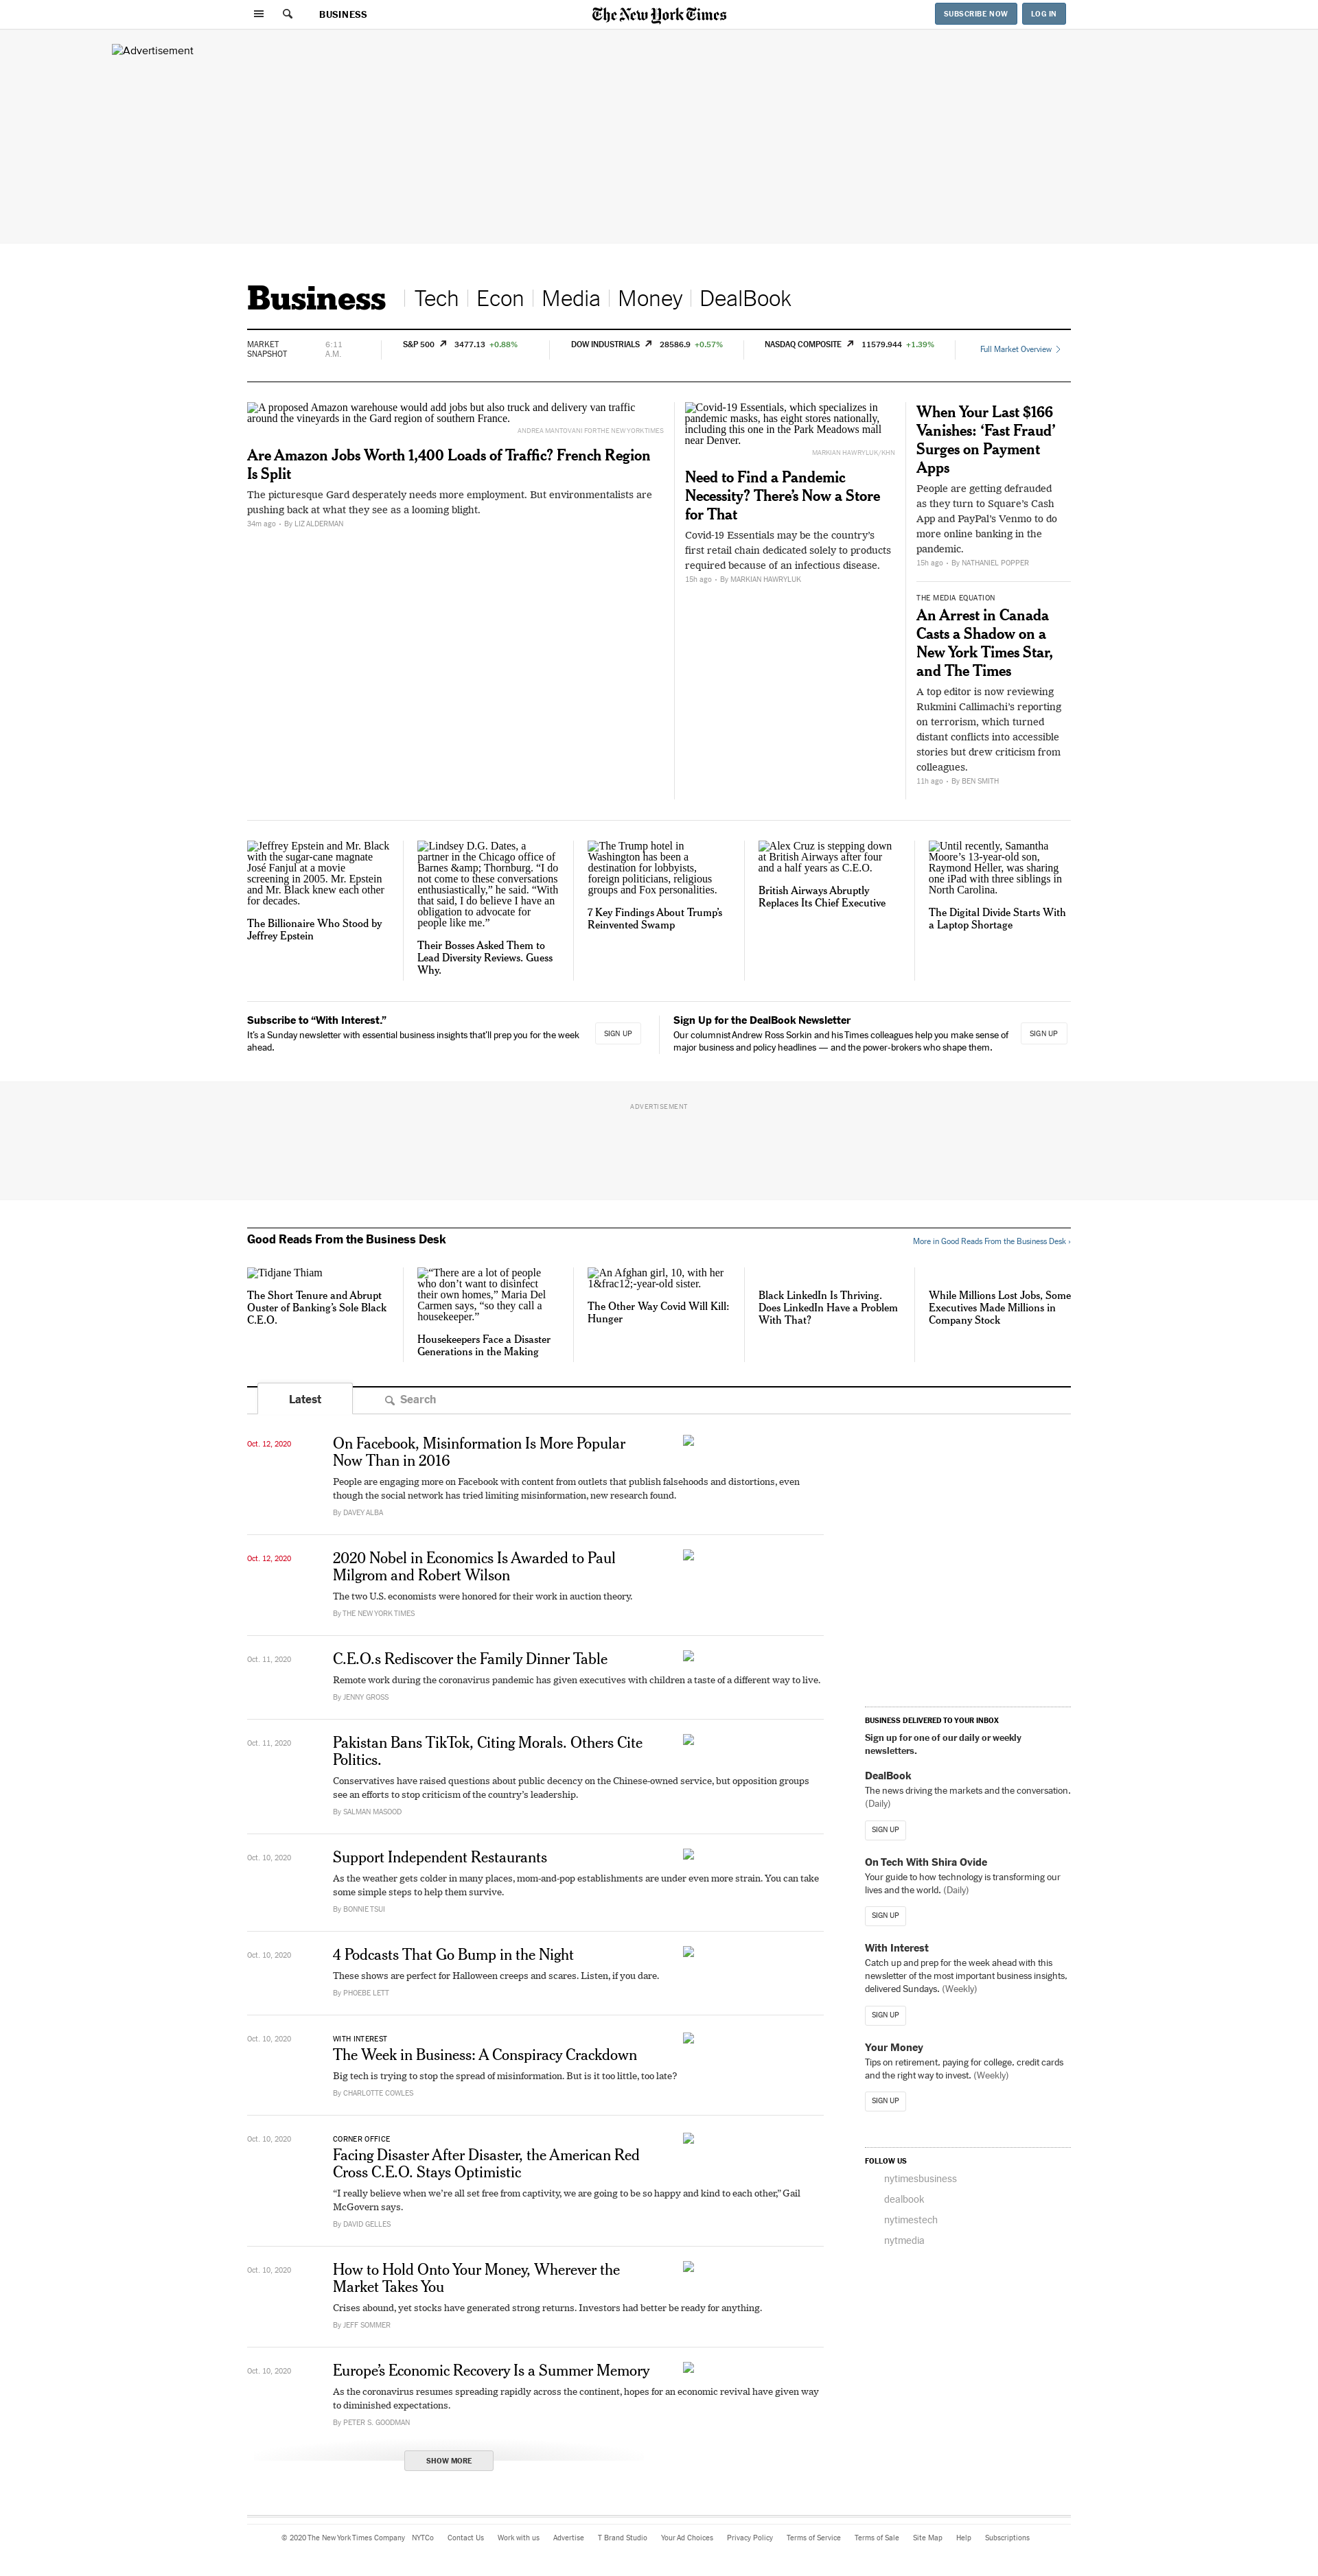 BUSINESS
The New York Times
SUBSCRIBE NOW
LOG IN
Advertisement
Business
Tech
Econ
Media
Money
DealBook
MARKET
SNAPSHOT
6:11
A.M.
S&P 500 3477.13 +0.88%
DOW INDUSTRIALS 28586.9 +0.57%
NASDAQ COMPOSITE 11579.944 +1.39%
Full Market Overview
A proposed Amazon warehouse would add jobs but also truck and delivery van traffic
around the vineyards in the Gard region of southern France.
ANDREA MANTOVANI FOR THE NEW YORK TIMES
Are Amazon Jobs Worth 1,400 Loads of Traffic? French Region
Is Split
The picturesque Gard desperately needs more employment. But environmentalists are
pushing back at what they see as a looming blight.
34m ago • By LIZ ALDERMAN
Covid-19 Essentials, which specializes in
pandemic masks, has eight stores nationally,
including this one in the Park Meadows mall
near Denver.
MARKIAN HAWRYLUK/KHN
Need to Find a Pandemic
Necessity? There’s Now a Store
for That
Covid-19 Essentials may be the country’s
first retail chain dedicated solely to products
required because of an infectious disease.
15h ago • By MARKIAN HAWRYLUK
When Your Last $166
Vanishes: ‘Fast Fraud’
Surges on Payment
Apps
People are getting defrauded
as they turn to Square’s Cash
App and PayPal’s Venmo to do
more online banking in the
pandemic.
15h ago • By NATHANIEL POPPER
THE MEDIA EQUATION
An Arrest in Canada
Casts a Shadow on a
New York Times Star,
and The Times
A top editor is now reviewing
Rukmini Callimachi’s reporting
on terrorism, which turned
distant conflicts into accessible
stories but drew criticism from
colleagues.
11h ago • By BEN SMITH
Jeffrey Epstein and Mr. Black
with the sugar-cane magnate
José Fanjul at a movie
screening in 2005. Mr. Epstein
and Mr. Black knew each other
for decades.
The Billionaire Who Stood by
Jeffrey Epstein
Lindsey D.G. Dates, a
partner in the Chicago office of
Barnes &amp; Thornburg. “I do
not come to these conversations
enthusiastically,” he said. “With
that said, I do believe I have an
obligation to advocate for
people like me.”
Their Bosses Asked Them to
Lead Diversity Reviews. Guess
Why.
The Trump hotel in
Washington has been a
destination for lobbyists,
foreign politicians, religious
groups and Fox personalities.
7 Key Findings About Trump’s
Reinvented Swamp
Alex Cruz is stepping down
at British Airways after four
and a half years as C.E.O.
British Airways Abruptly
Replaces Its Chief Executive
Until recently, Samantha
Moore’s 13-year-old son,
Raymond Heller, was sharing
one iPad with three siblings in
North Carolina.
The Digital Divide Starts With
a Laptop Shortage
Subscribe to “With Interest.”
It’s a Sunday newsletter with essential business insights that’ll prep you for the week
ahead.
SIGN UP
Sign Up for the DealBook Newsletter
Our columnist Andrew Ross Sorkin and his Times colleagues help you make sense of
major business and policy headlines — and the power-brokers who shape them.
SIGN UP
ADVERTISEMENT
Good Reads From the Business Desk
More in Good Reads From the Business Desk ›
Tidjane Thiam
The Short Tenure and Abrupt
Ouster of Banking’s Sole Black
C.E.O.
“There are a lot of people
who don’t want to disinfect
their own homes,” Maria Del
Carmen says, “so they call a
housekeeper.”
Housekeepers Face a Disaster
Generations in the Making
An Afghan girl, 10, with her
1&frac12;-year-old sister.
The Other Way Covid Will Kill:
Hunger
Black LinkedIn Is Thriving.
Does LinkedIn Have a Problem
With That?
While Millions Lost Jobs, Some
Executives Made Millions in
Company Stock
Latest
Search
Oct. 12, 2020
On Facebook, Misinformation Is More Popular
Now Than in 2016
People are engaging more on Facebook with content from outlets that publish falsehoods and distortions, even
though the social network has tried limiting misinformation, new research found.
By DAVEY ALBA
Oct. 12, 2020
2020 Nobel in Economics Is Awarded to Paul
Milgrom and Robert Wilson
The two U.S. economists were honored for their work in auction theory.
By THE NEW YORK TIMES
Oct. 11, 2020
C.E.O.s Rediscover the Family Dinner Table
Remote work during the coronavirus pandemic has given executives with children a taste of a different way to live.
By JENNY GROSS
Oct. 11, 2020
Pakistan Bans TikTok, Citing Morals. Others Cite
Politics.
Conservatives have raised questions about public decency on the Chinese-owned service, but opposition groups
see an efforts to stop criticism of the country’s leadership.
By SALMAN MASOOD
Oct. 10, 2020
Support Independent Restaurants
As the weather gets colder in many places, mom-and-pop establishments are under even more strain. You can take
some simple steps to help them survive.
By BONNIE TSUI
Oct. 10, 2020
4 Podcasts That Go Bump in the Night
These shows are perfect for Halloween creeps and scares. Listen, if you dare.
By PHOEBE LETT
Oct. 10, 2020
WITH INTEREST
The Week in Business: A Conspiracy Crackdown
Big tech is trying to stop the spread of misinformation. But is it too little, too late?
By CHARLOTTE COWLES
Oct. 10, 2020
CORNER OFFICE
Facing Disaster After Disaster, the American Red
Cross C.E.O. Stays Optimistic
“I really believe when we’re all set free from captivity, we are going to be so happy and kind to each other,” Gail
McGovern says.
By DAVID GELLES
Oct. 10, 2020
How to Hold Onto Your Money, Wherever the
Market Takes You
Crises abound, yet stocks have generated strong returns. Investors had better be ready for anything.
By JEFF SOMMER
Oct. 10, 2020
Europe’s Economic Recovery Is a Summer Memory
As the coronavirus resumes spreading rapidly across the continent, hopes for an economic revival have given way
to diminished expectations.
By PETER S. GOODMAN
SHOW MORE
BUSINESS DELIVERED TO YOUR INBOX
Sign up for one of our daily or weekly
newsletters.
DealBook
The news driving the markets and the conversation.
(Daily)
SIGN UP
On Tech With Shira Ovide
Your guide to how technology is transforming our
lives and the world. (Daily)
SIGN UP
With Interest
Catch up and prep for the week ahead with this
newsletter of the most important business insights,
delivered Sundays. (Weekly)
SIGN UP
Your Money
Tips on retirement, paying for college, credit cards
and the right way to invest. (Weekly)
SIGN UP
FOLLOW US
nytimesbusiness
dealbook
nytimestech
nytmedia
© 2020 The New York Times Company NYTCo Contact Us Work with us Advertise T Brand Studio Your Ad Choices Privacy Policy Terms of Service Terms of Sale Site Map Help Subscriptions